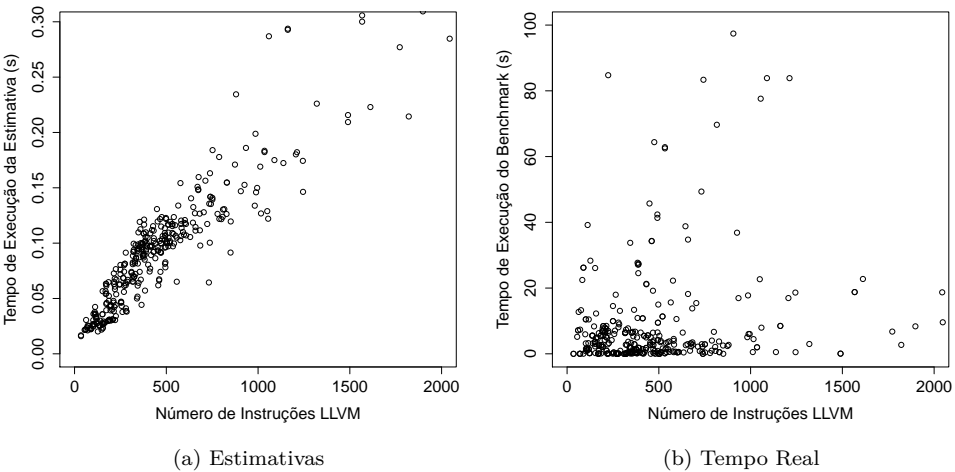 Tempo de Execução da Estimativa (s)
0.30
0.25
0.20
0.15
0.10
0.05
0.00
0 500 1000 1500 2000
Número de Instruções LLVM
(a) Estimativas
Tempo de Execução do Benchmark (s)
100
80
60
40
20
0
0 500 1000 1500 2000
Número de Instruções LLVM
(b) Tempo Real